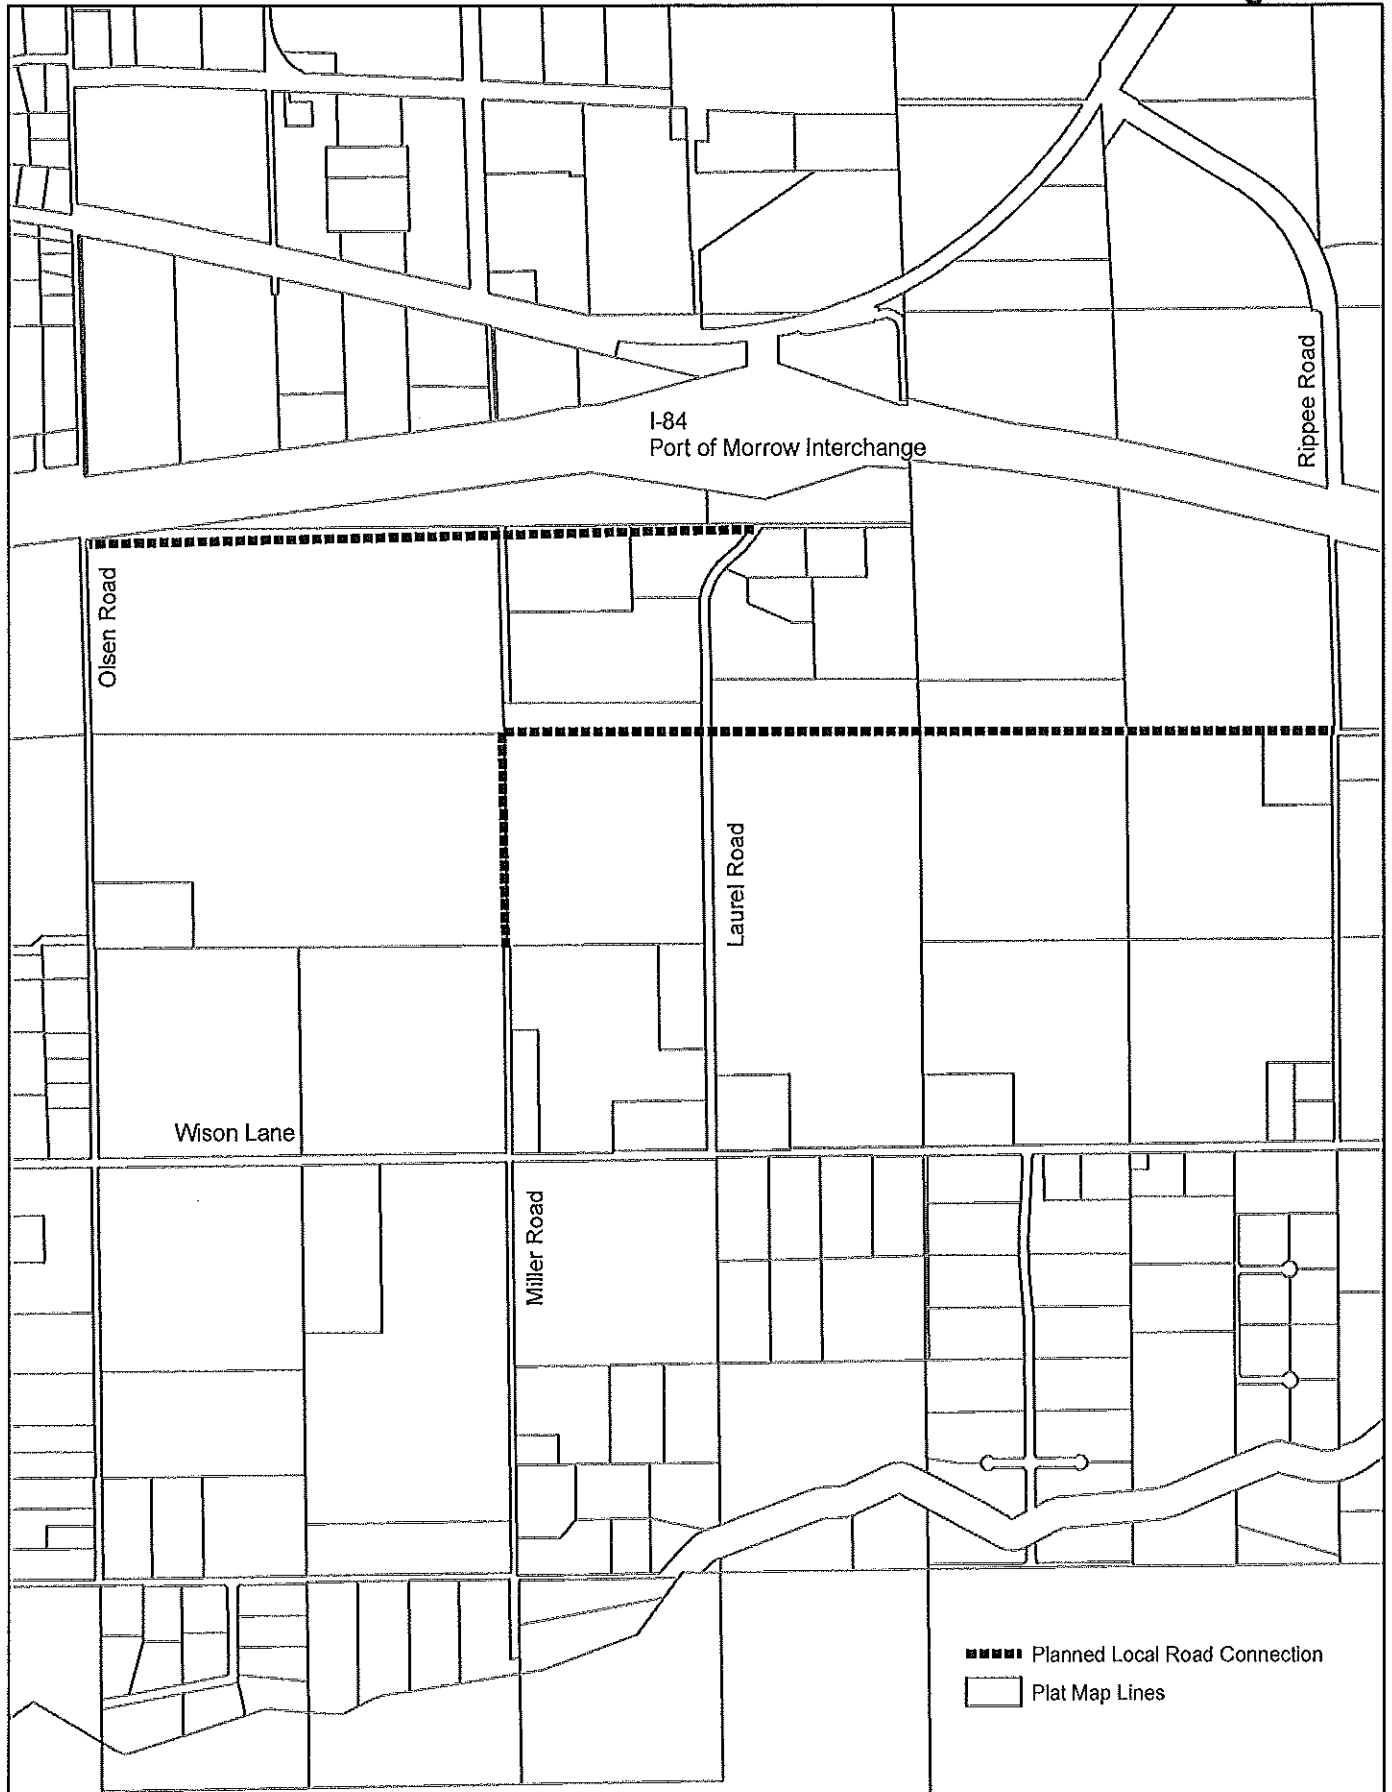 I-84
Port of Morrow Interchange
Rippee Road
Olsen Road
Laurel Road
Wison Lane
Miller Road
Planned Local Road Connection
Plat Map Lines